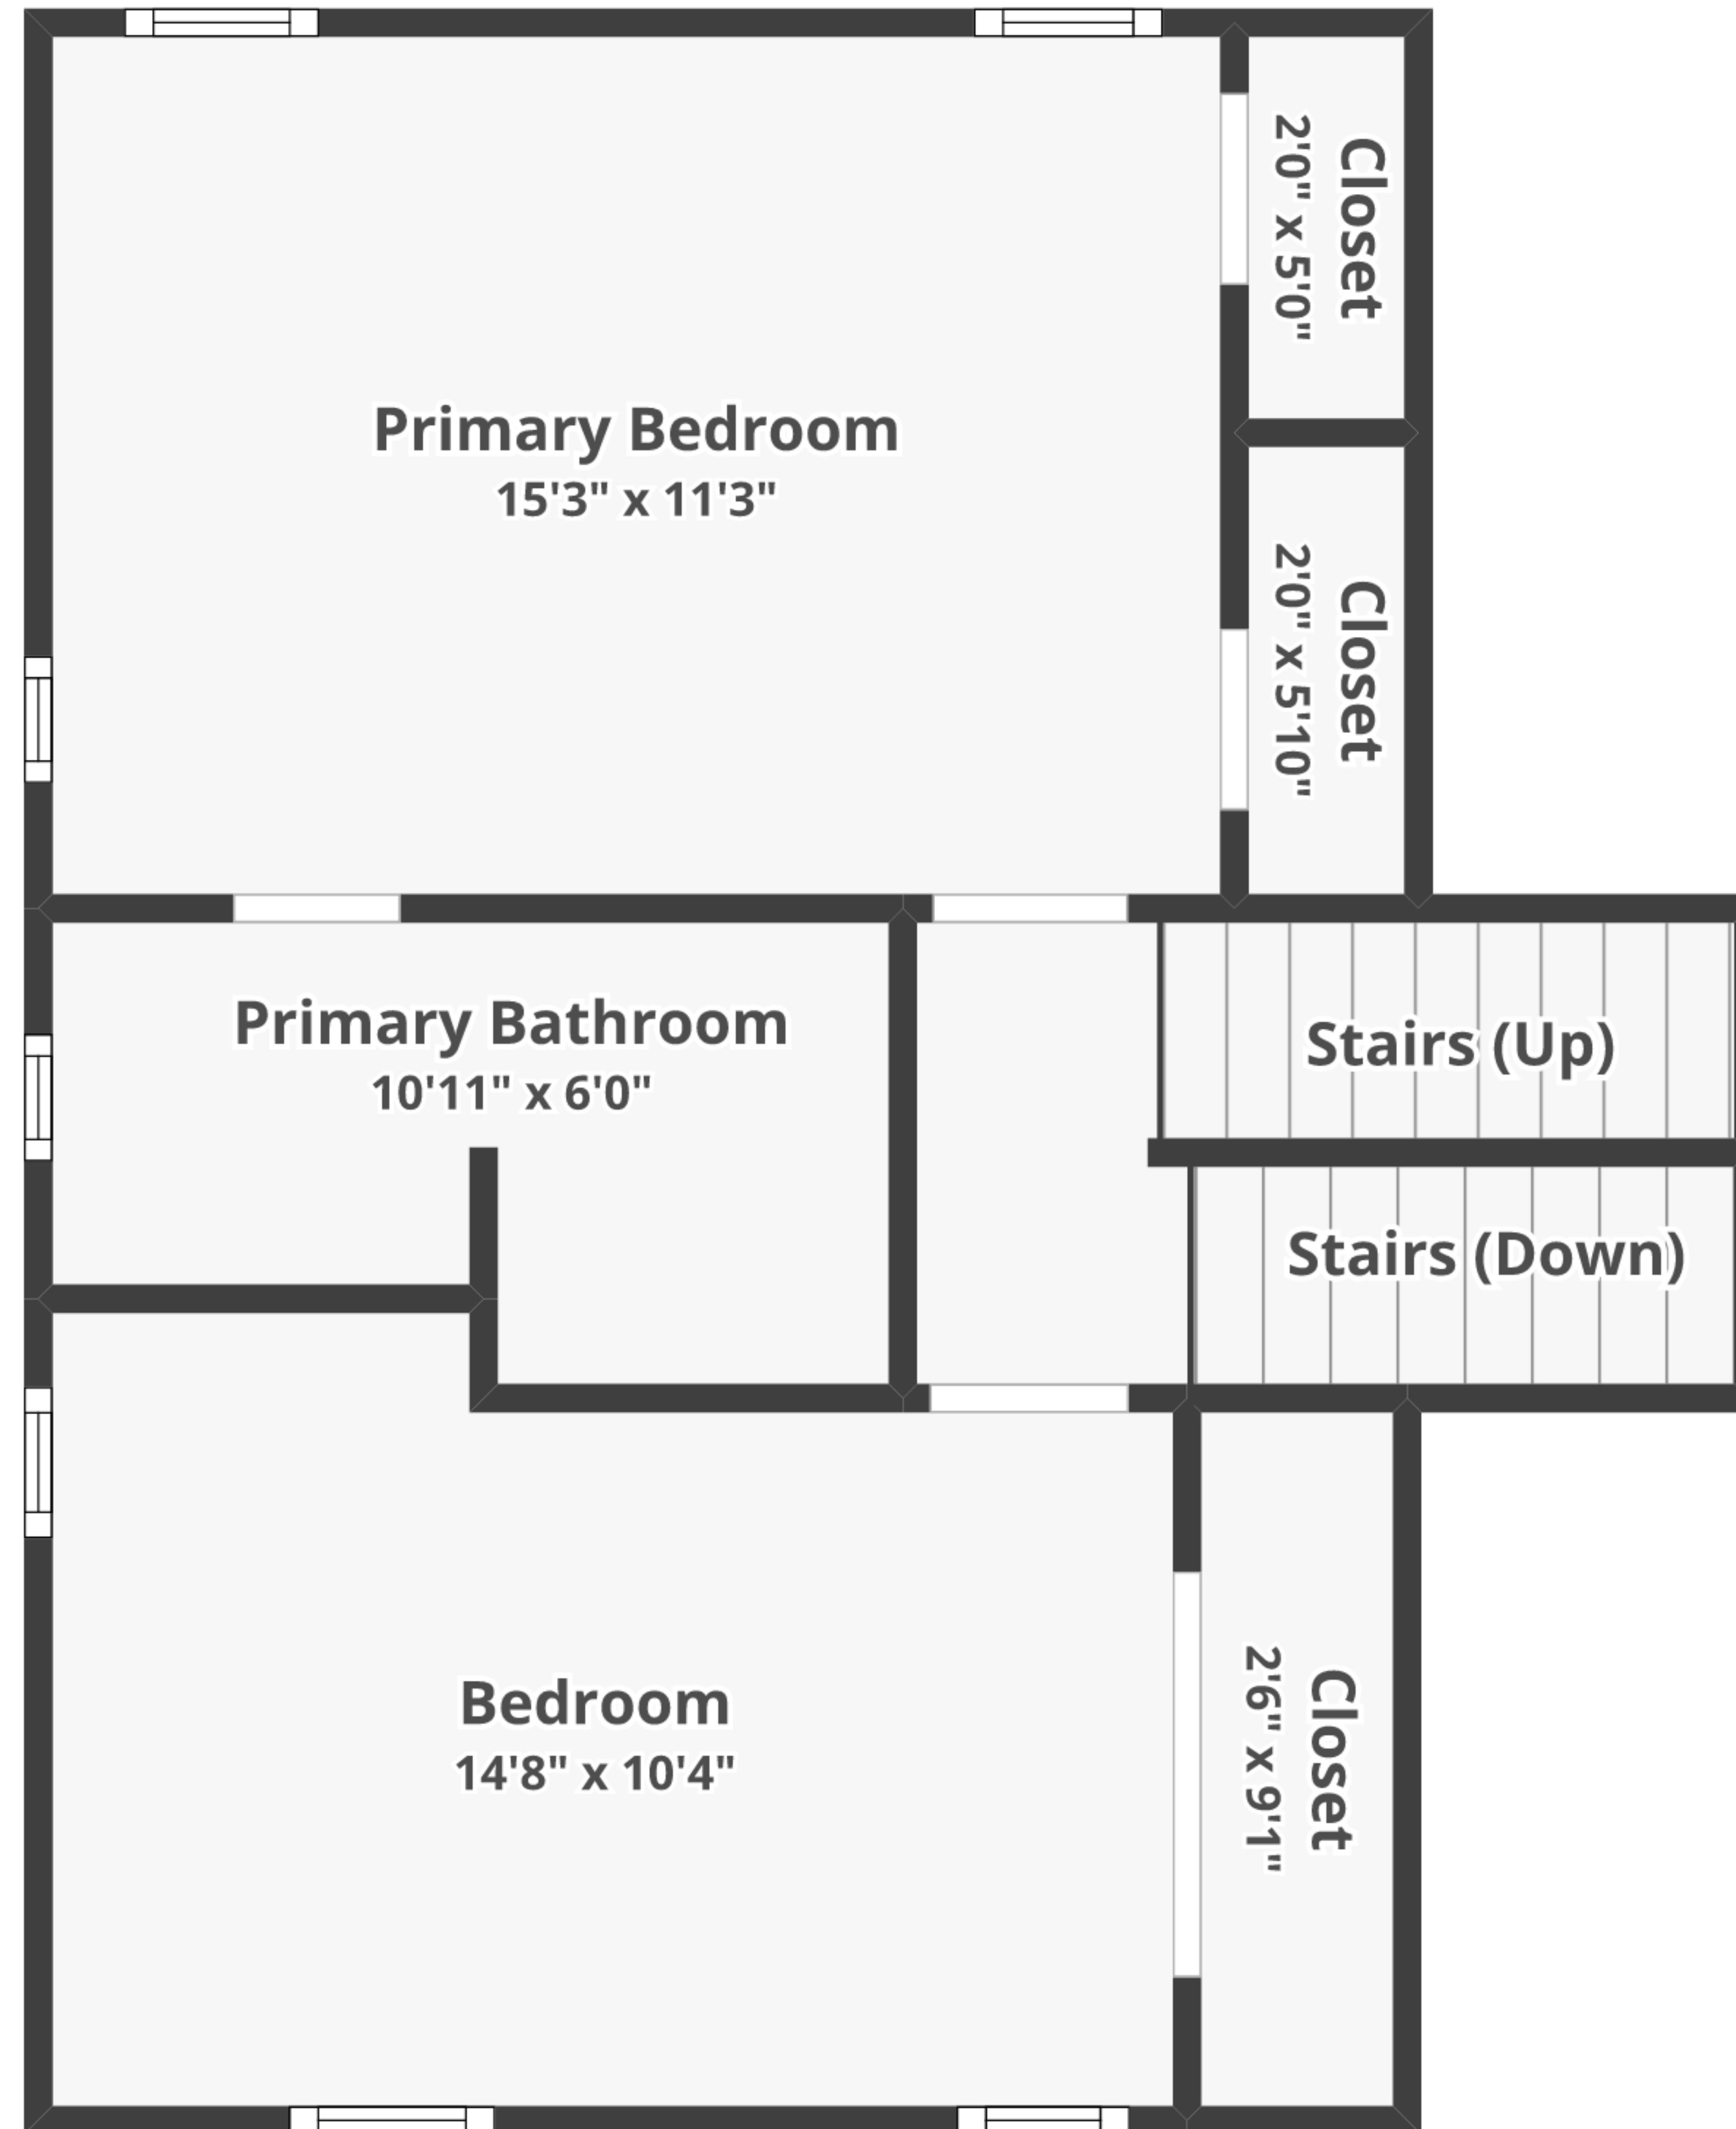 Closet
2'0" x 5'0"
Primary Bedroom
15'3" x 11'3"
Closet
2'0" x 5'10"
Primary Bathroom
10'11" x 6'0"
Stairs (Up)
Stairs (Down)
Bedroom
14'8" x 10'4"
Closet
2'6" x 9'1"